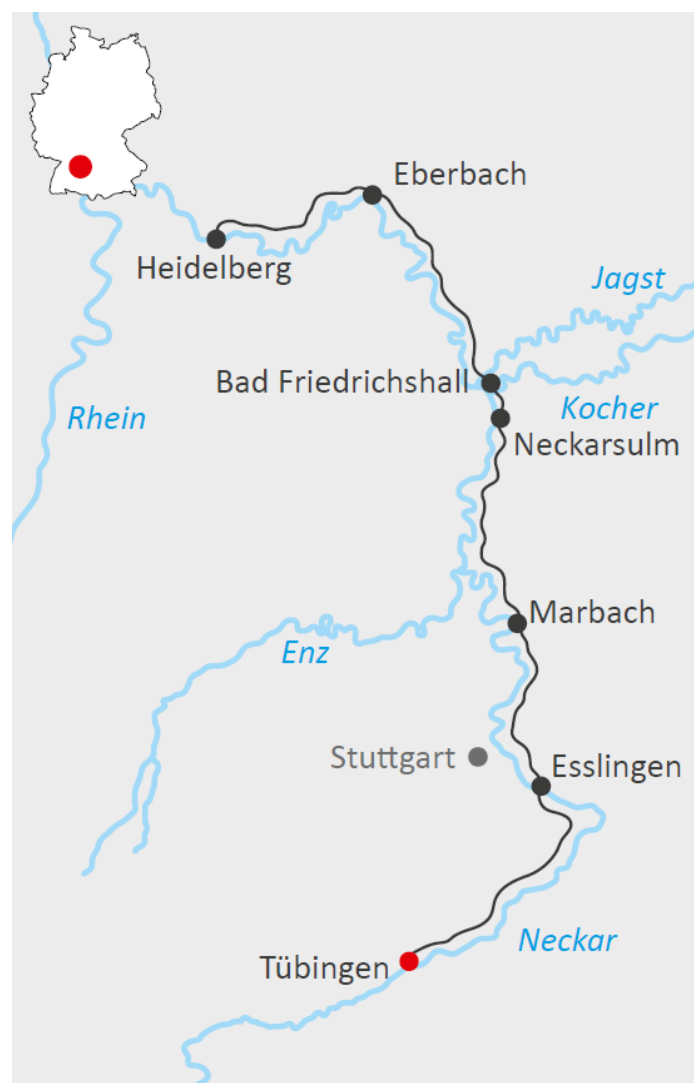 Eberbach
Heidelberg
Jagst
Bad Friedrichshall
Kocher
Rhein
Neckarsulm
Marbach
Enz
Stuttgart
Esslingen
Neckar
Tübingen